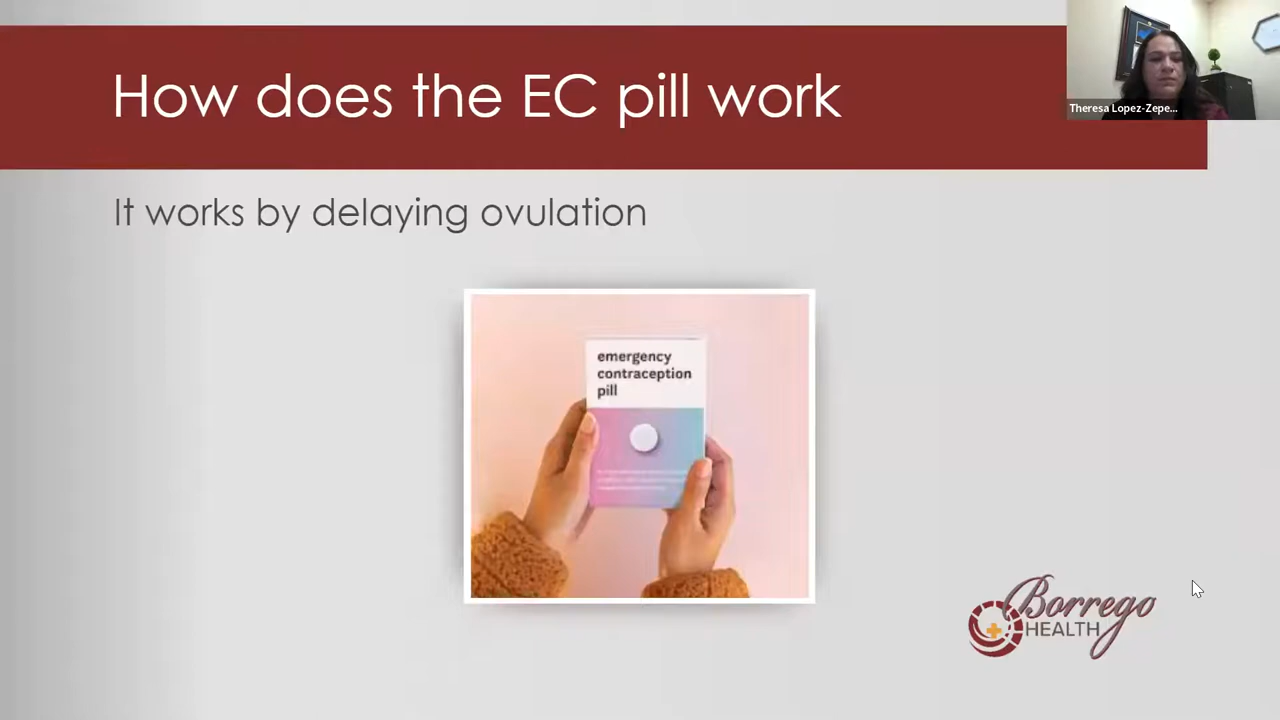 How does the EC pill work
Theresa Lopez-Zepe...
It works by delaying ovulation
emergency
contraception
pill
Borrego
HEALTH